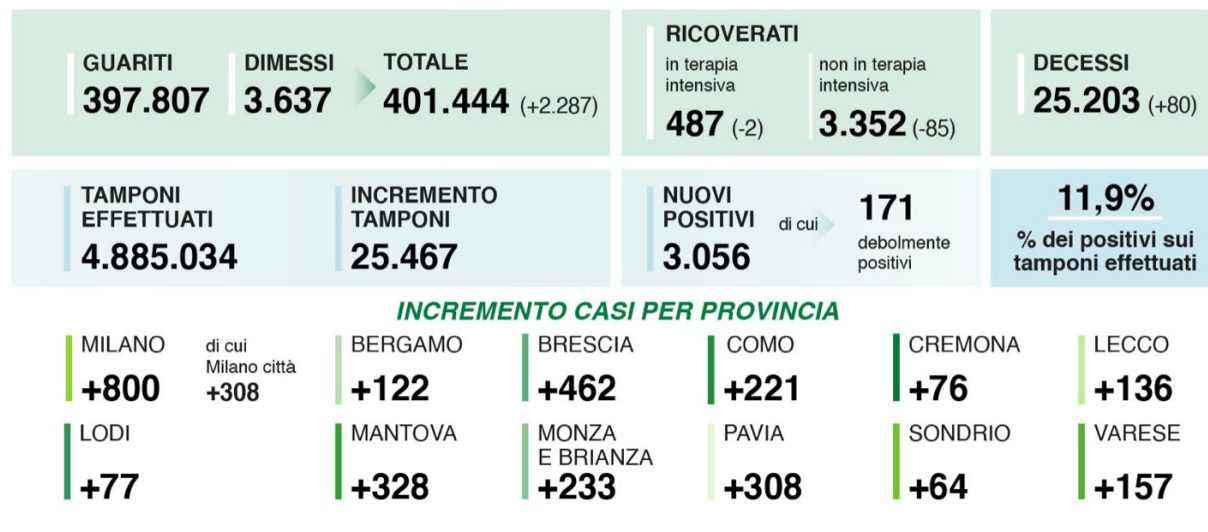 GUARITI
397.807
DIMESSI
3.637
TOTALE
401.444 (+2.287)
RICOVERATI
in terapia
intensiva
487 (-2)
non in terapia
intensiva
3.352 (-85)
DECESSI
25.203 (+80)
TAMPONI
EFFETTUATI
4.885.034
INCREMENTO
TAMPONI
25.467
NUOVI
POSITIVI
3.056
di cui
171
debolmente
positivi
11,9%
% dei positivi sui
tamponi effettuati
INCREMENTO CASI PER PROVINCIA
MILANO
+800
di cui
Milano città
+308
BERGAMO
+122
BRESCIA
+462
COMO
+221
CREMONA
+76
LECCO
+136
LODI
+77
MANTOVA
+328
MONZA
E BRIANZA
+233
PAVIA
+308
SONDRIO
+64
VARESE
+157